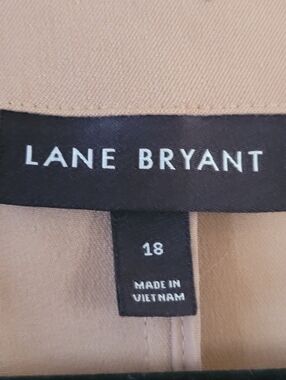 LANE BRYANT
18
MADE IN
VIETNAM